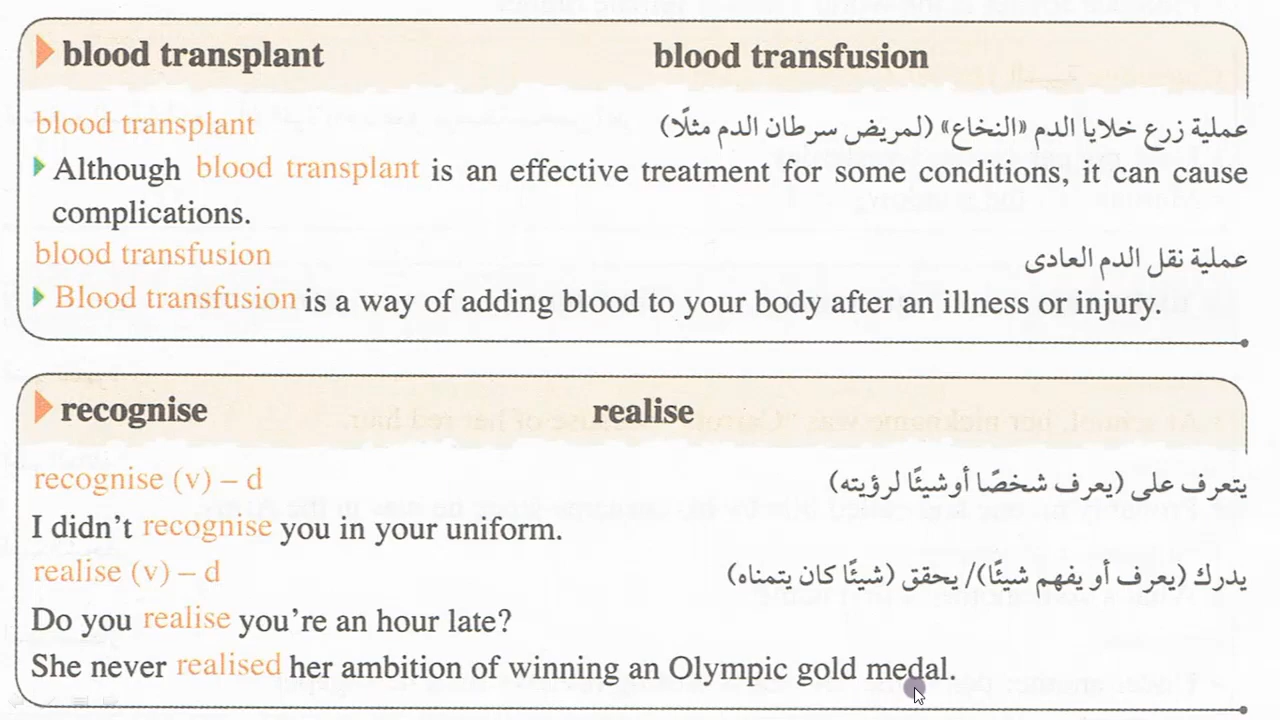 blood transplant blood transfusion
blood transplant عملية زرع خلايا الدم «النخاع» (لمريض سرطان الدم مثلًا)
Although blood transplant is an effective treatment for some conditions, it can cause
complications.
blood transfusion عملية نقل الدم العادى
Blood transfusion is a way of adding blood to your body after an illness or injury.
recognise realise
recognise (v) – d يتعرف على (يعرف شخصًا أوشيئًا لرؤيته)
I didn't recognise you in your uniform.
realise (v) – d يدرك (يعرف أو يفهم شيئًا)/ يحقق (شيئًا كان يتمناه)
Do you realise you're an hour late?
She never realised her ambition of winning an Olympic gold medal.